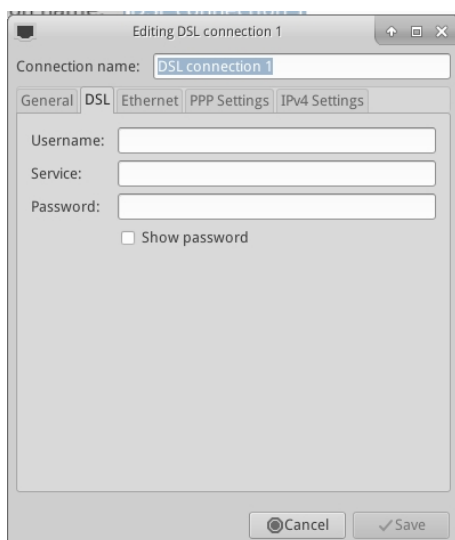 Editing DSL connection 1
Connection name: DSL connection 1
General DSL Ethernet PPP Settings IPv4 Settings
Username:
Service:
Password:
Show password
Cancel Save